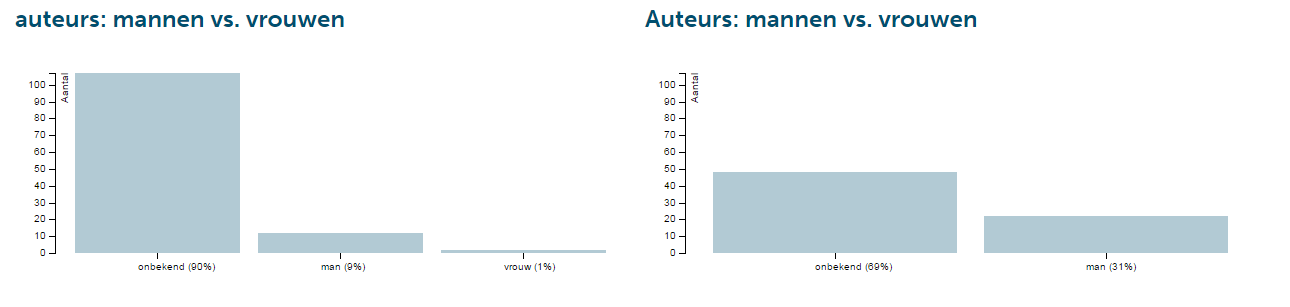 auteurs: mannen vs. vrouwen
Aantal
100
90
80
70
60
50
40
30
20
10
0
onbekend (90%)
man (9%)
vrouw (1%)
Auteurs: mannen vs. vrouwen
Aantal
100
90
80
70
60
50
40
30
20
10
0
onbekend (69%)
man (31%)